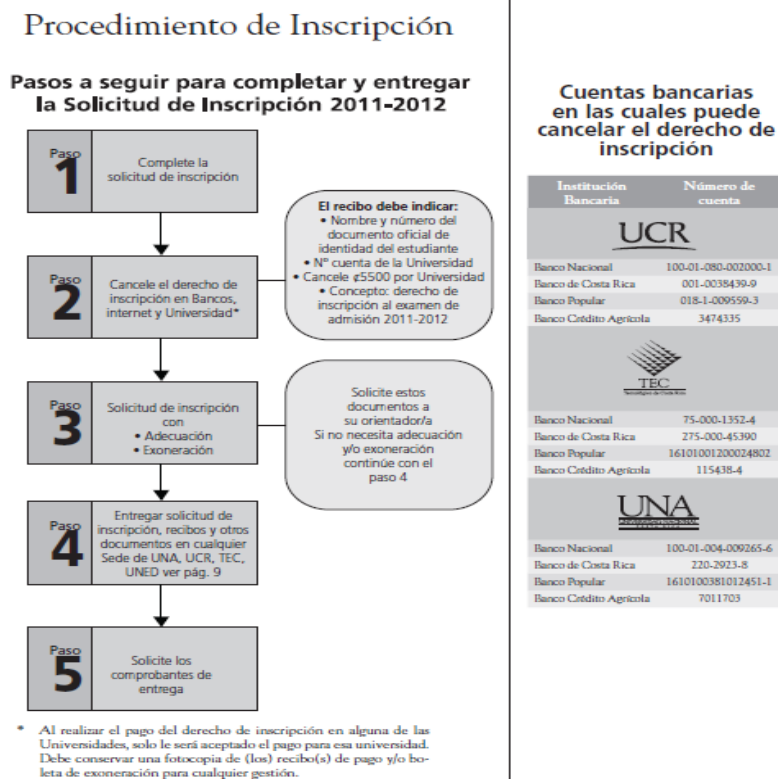 Procedimiento de Inscripción
Pasos a seguir para completar y entregar
la Solicitud de Inscripción 2011-2012
Paso
1
Complete la
solicitud de inscripción
Paso
2
Cancele el derecho de
inscripción en Bancos,
internet y Universidad*
El recibo debe indicar:
• Nombre y número del
documento oficial de
identidad del estudiante
• Nº cuenta de la Universidad
• Cancele ¢5500 por Universidad
• Concepto: derecho de
inscripción al examen de
admisión 2011-2012
Paso
3
Solicitud de inscripción
con
• Adecuación
• Exoneración
Solicite estos
documentos a
su orientador/a
Si no necesita adecuación
y/o exoneración
continúe con el
paso 4
Paso
4
Entregar solicitud de
inscripción, recibos y otros
documentos en cualquier
Sede de UNA, UCR, TEC,
UNED ver pág. 9
Paso
5
Solicite los
comprobantes de
entrega
* Al realizar el pago del derecho de inscripción en alguna de las
Universidades, solo le será aceptado el pago para esa universidad.
Debe conservar una fotocopia de (los) recibo(s) de pago y/o bo-
leta de exoneración para cualquier gestión.
Cuentas bancarias
en las cuales puede
cancelar el derecho de
inscripción
Institución Bancaria Número de cuenta
UCR
Banco Nacional 100-01-080-002000-1
Banco de Costa Rica 001-0038439-9
Banco Popular 018-1-009559-3
Banco Crédito Agrícola 3474335
TEC
Tecnológico de Costa Rica
Banco Nacional 75-000-1352-4
Banco de Costa Rica 275-000-45390
Banco Popular 16101001200024802
Banco Crédito Agrícola 115438-4
UNA
UNIVERSIDAD NACIONAL
Banco Nacional 100-01-004-009265-6
Banco de Costa Rica 220-2923-8
Banco Popular 1610100381012451-1
Banco Crédito Agrícola 7011703